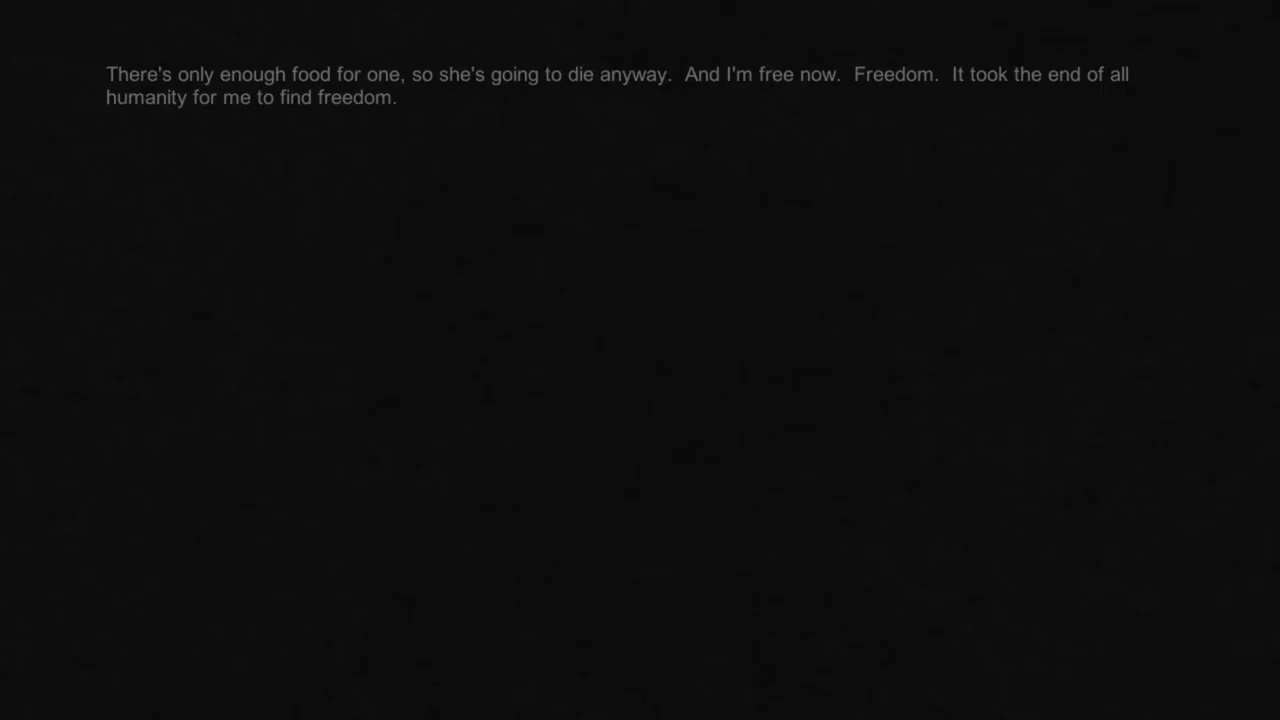 There's only enough food for one, so she's going to die anyway.  And I'm free now.  Freedom.  It took the end of all
humanity for me to find freedom.